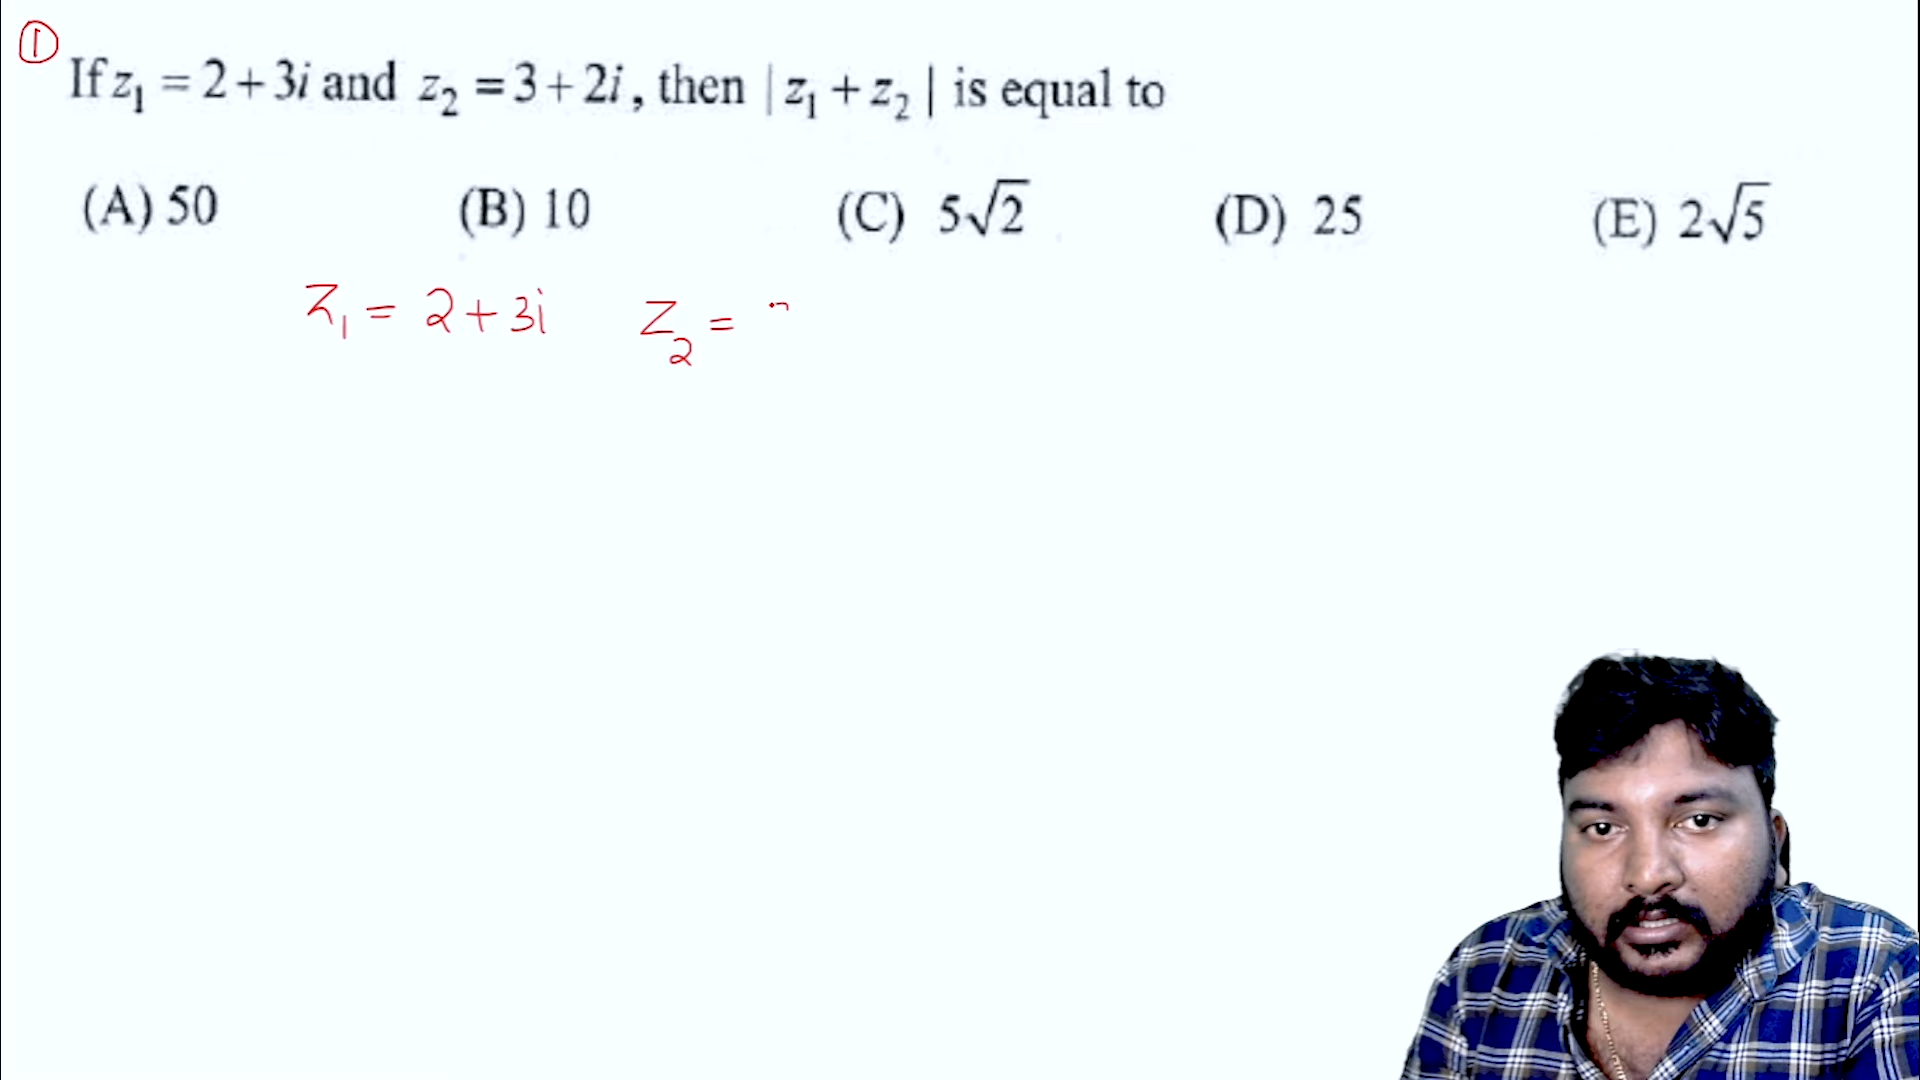 ①
If z₁ = 2+3i and z₂ = 3+2i, then |z₁ + z₂| is equal to
(A) 50 (B) 10 (C) 5√2 (D) 25 (E) 2√5
z₁ = 2+3i z₂ =